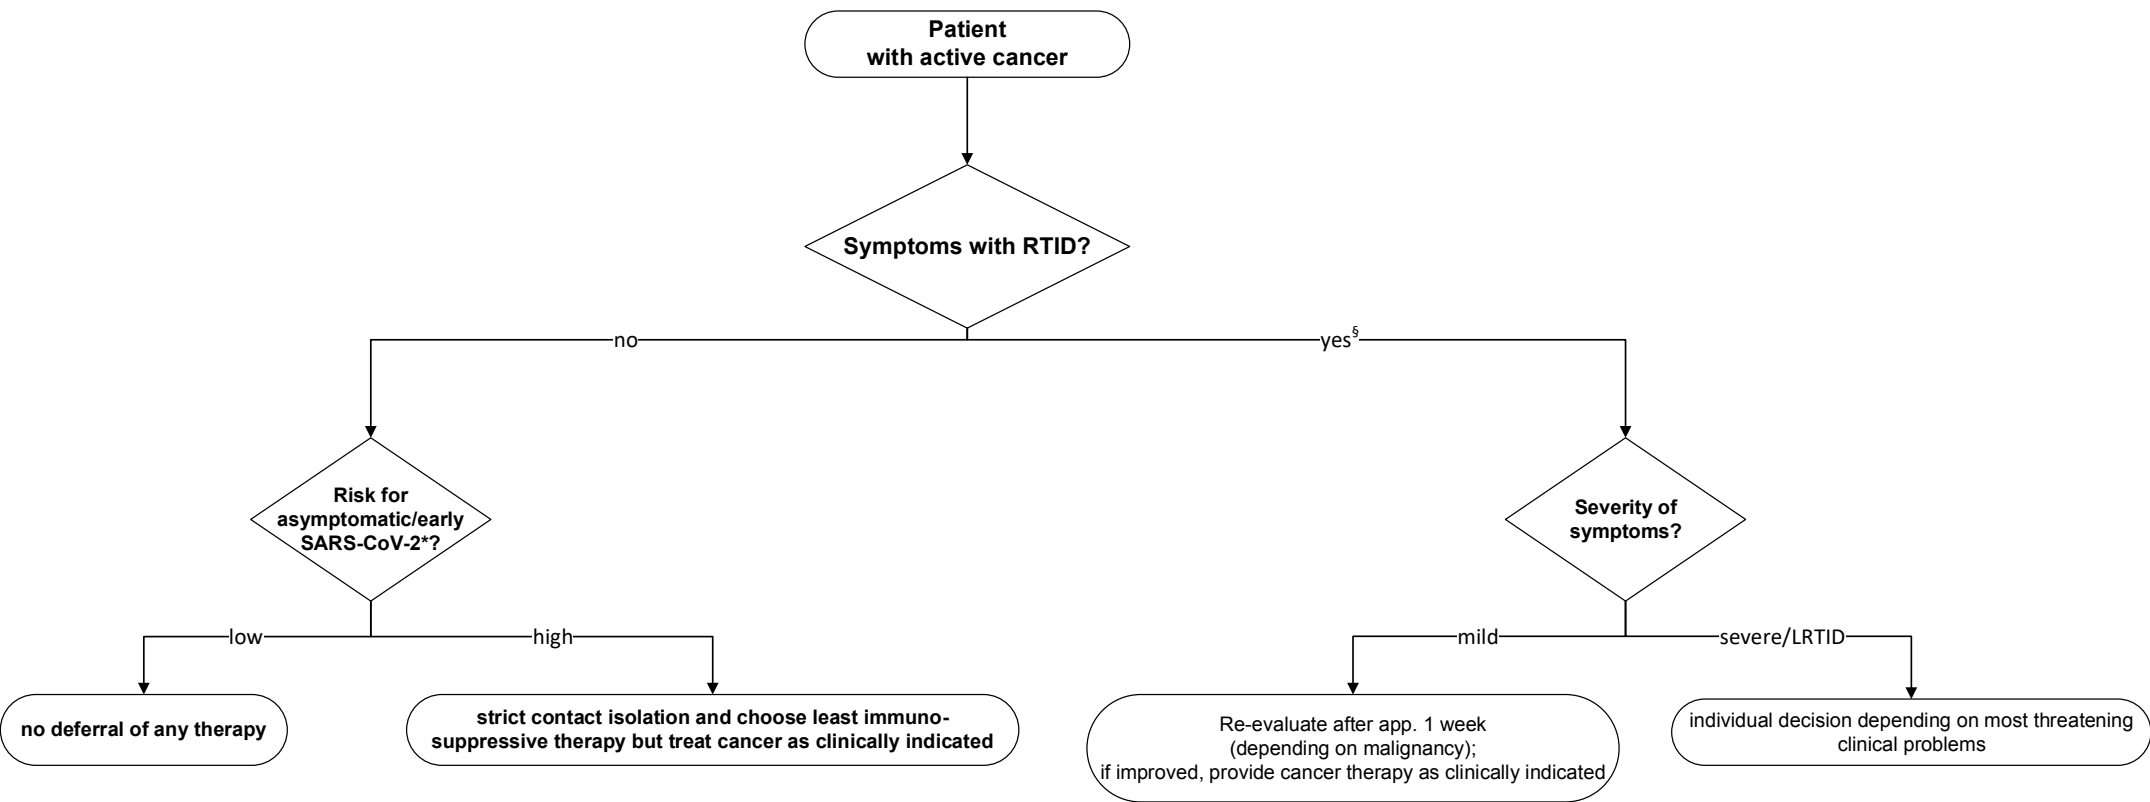 Patient
with active cancer
Symptoms with RTID?
no
yes§
Risk for
asymptomatic/early
SARS-CoV-2*?
Severity of
symptoms?
low
high
mild
severe/LRTID
no deferral of any therapy
strict contact isolation and choose least immuno-
suppressive therapy but treat cancer as clinically indicated
Re-evaluate after app. 1 week
(depending on malignancy);
if improved, provide cancer therapy as clinically indicated
individual decision depending on most threatening
clinical problems